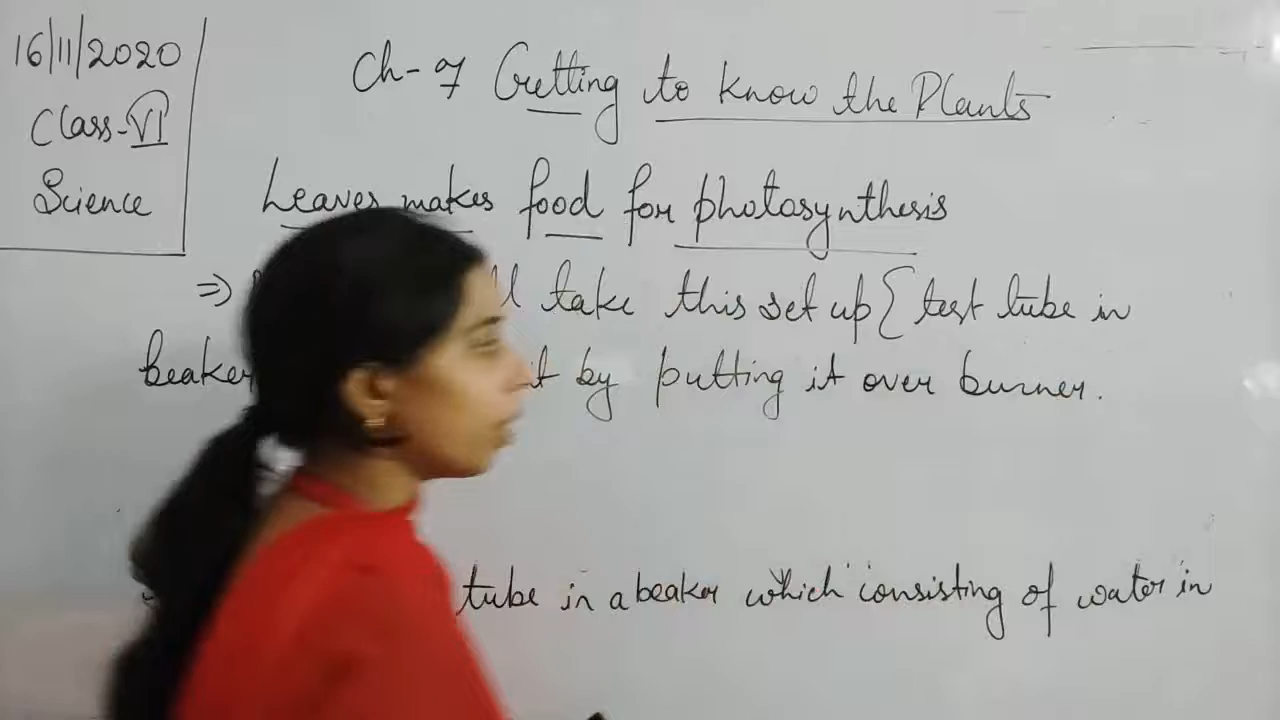 16/11/2020
Class-VI
Science
Ch-7 Getting to know the Plants
Leaves makes food for photosynthesis
⇒ take this set up { test tube in
beaker it by putting it over burner.
tube in a beaker which consisting of water in